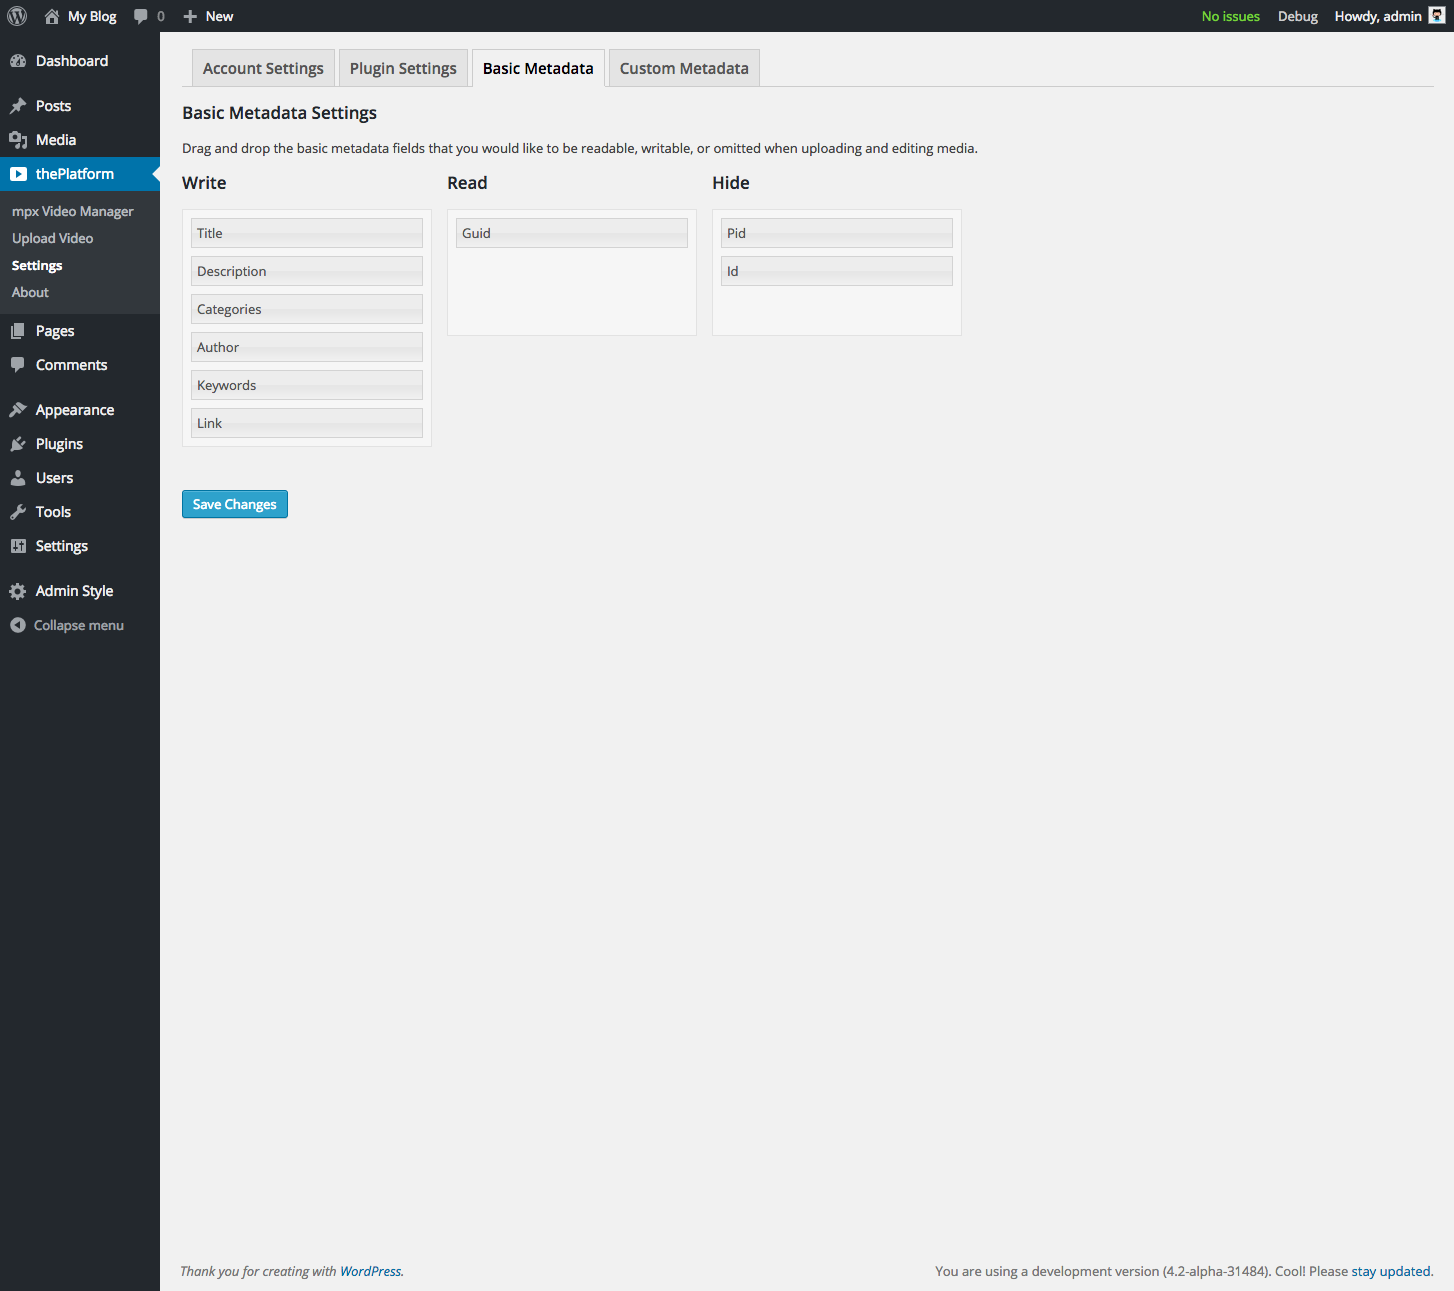 My Blog 0 New No issues Debug Howdy, admin
Dashboard
Posts
Media
thePlatform
mpx Video Manager
Upload Video
Settings
About
Pages
Comments
Appearance
Plugins
Users
Tools
Settings
Admin Style
Collapse menu
Account Settings Plugin Settings Basic Metadata Custom Metadata
Basic Metadata Settings
Drag and drop the basic metadata fields that you would like to be readable, writable, or omitted when uploading and editing media.
Write
Title
Description
Categories
Author
Keywords
Link
Read
Guid
Hide
Pid
Id
Save Changes
Thank you for creating with WordPress.
You are using a development version (4.2-alpha-31484). Cool! Please stay updated.